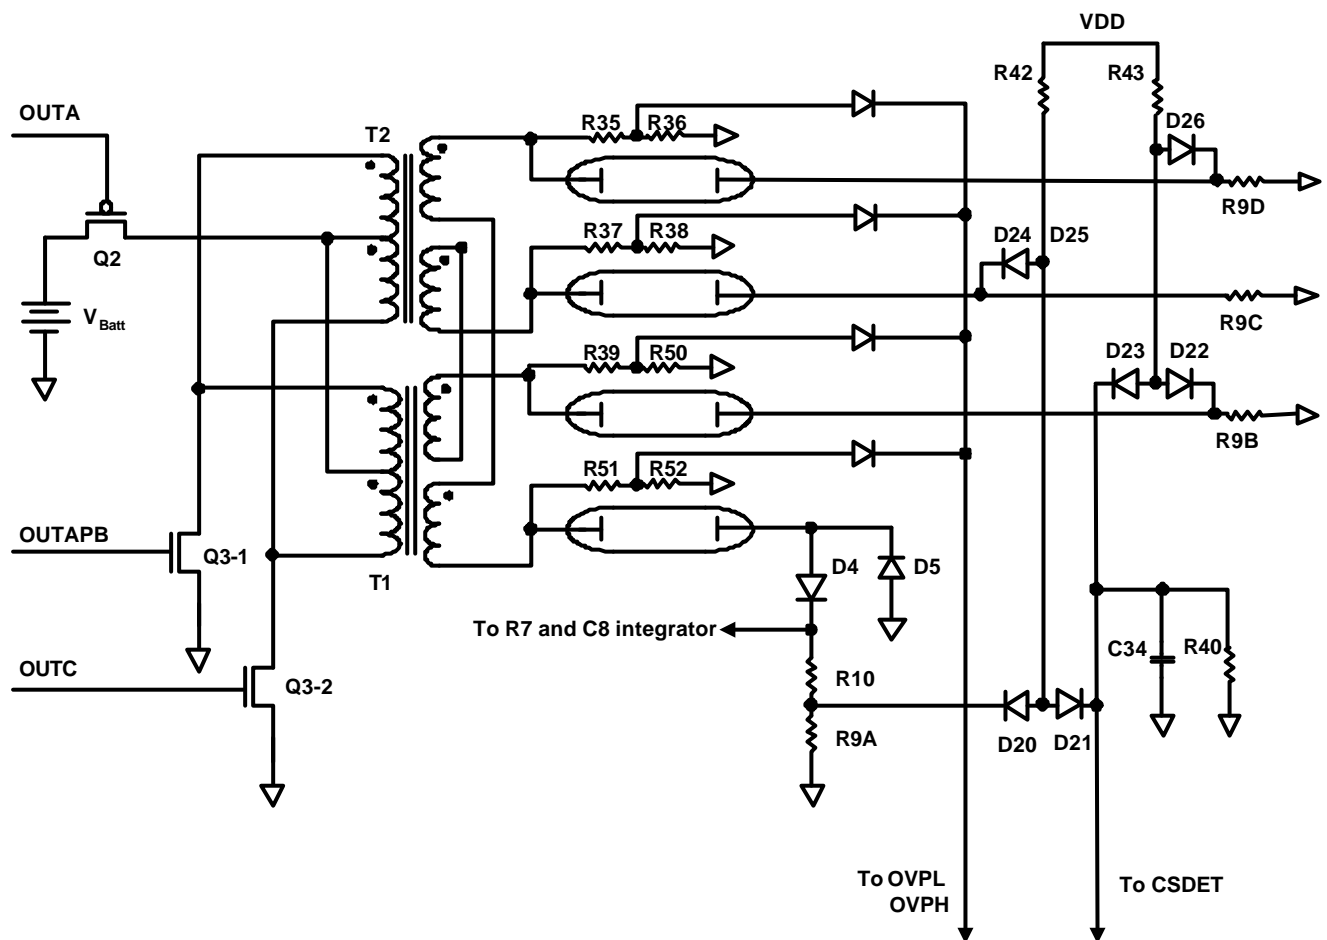 VDD
R42
R43
OUTA
T2
R35
R36
D26
R9D
R37
R38
D24
D25
Q2
V Batt
R9C
R39
R50
D23
D22
R9B
R51
R52
OUTAPB
Q3-1
T1
D4
D5
To R7 and C8 integrator
C34
R40
OUTC
Q3-2
R10
R9A
D20
D21
To OVPL
OVPH
To CSDET